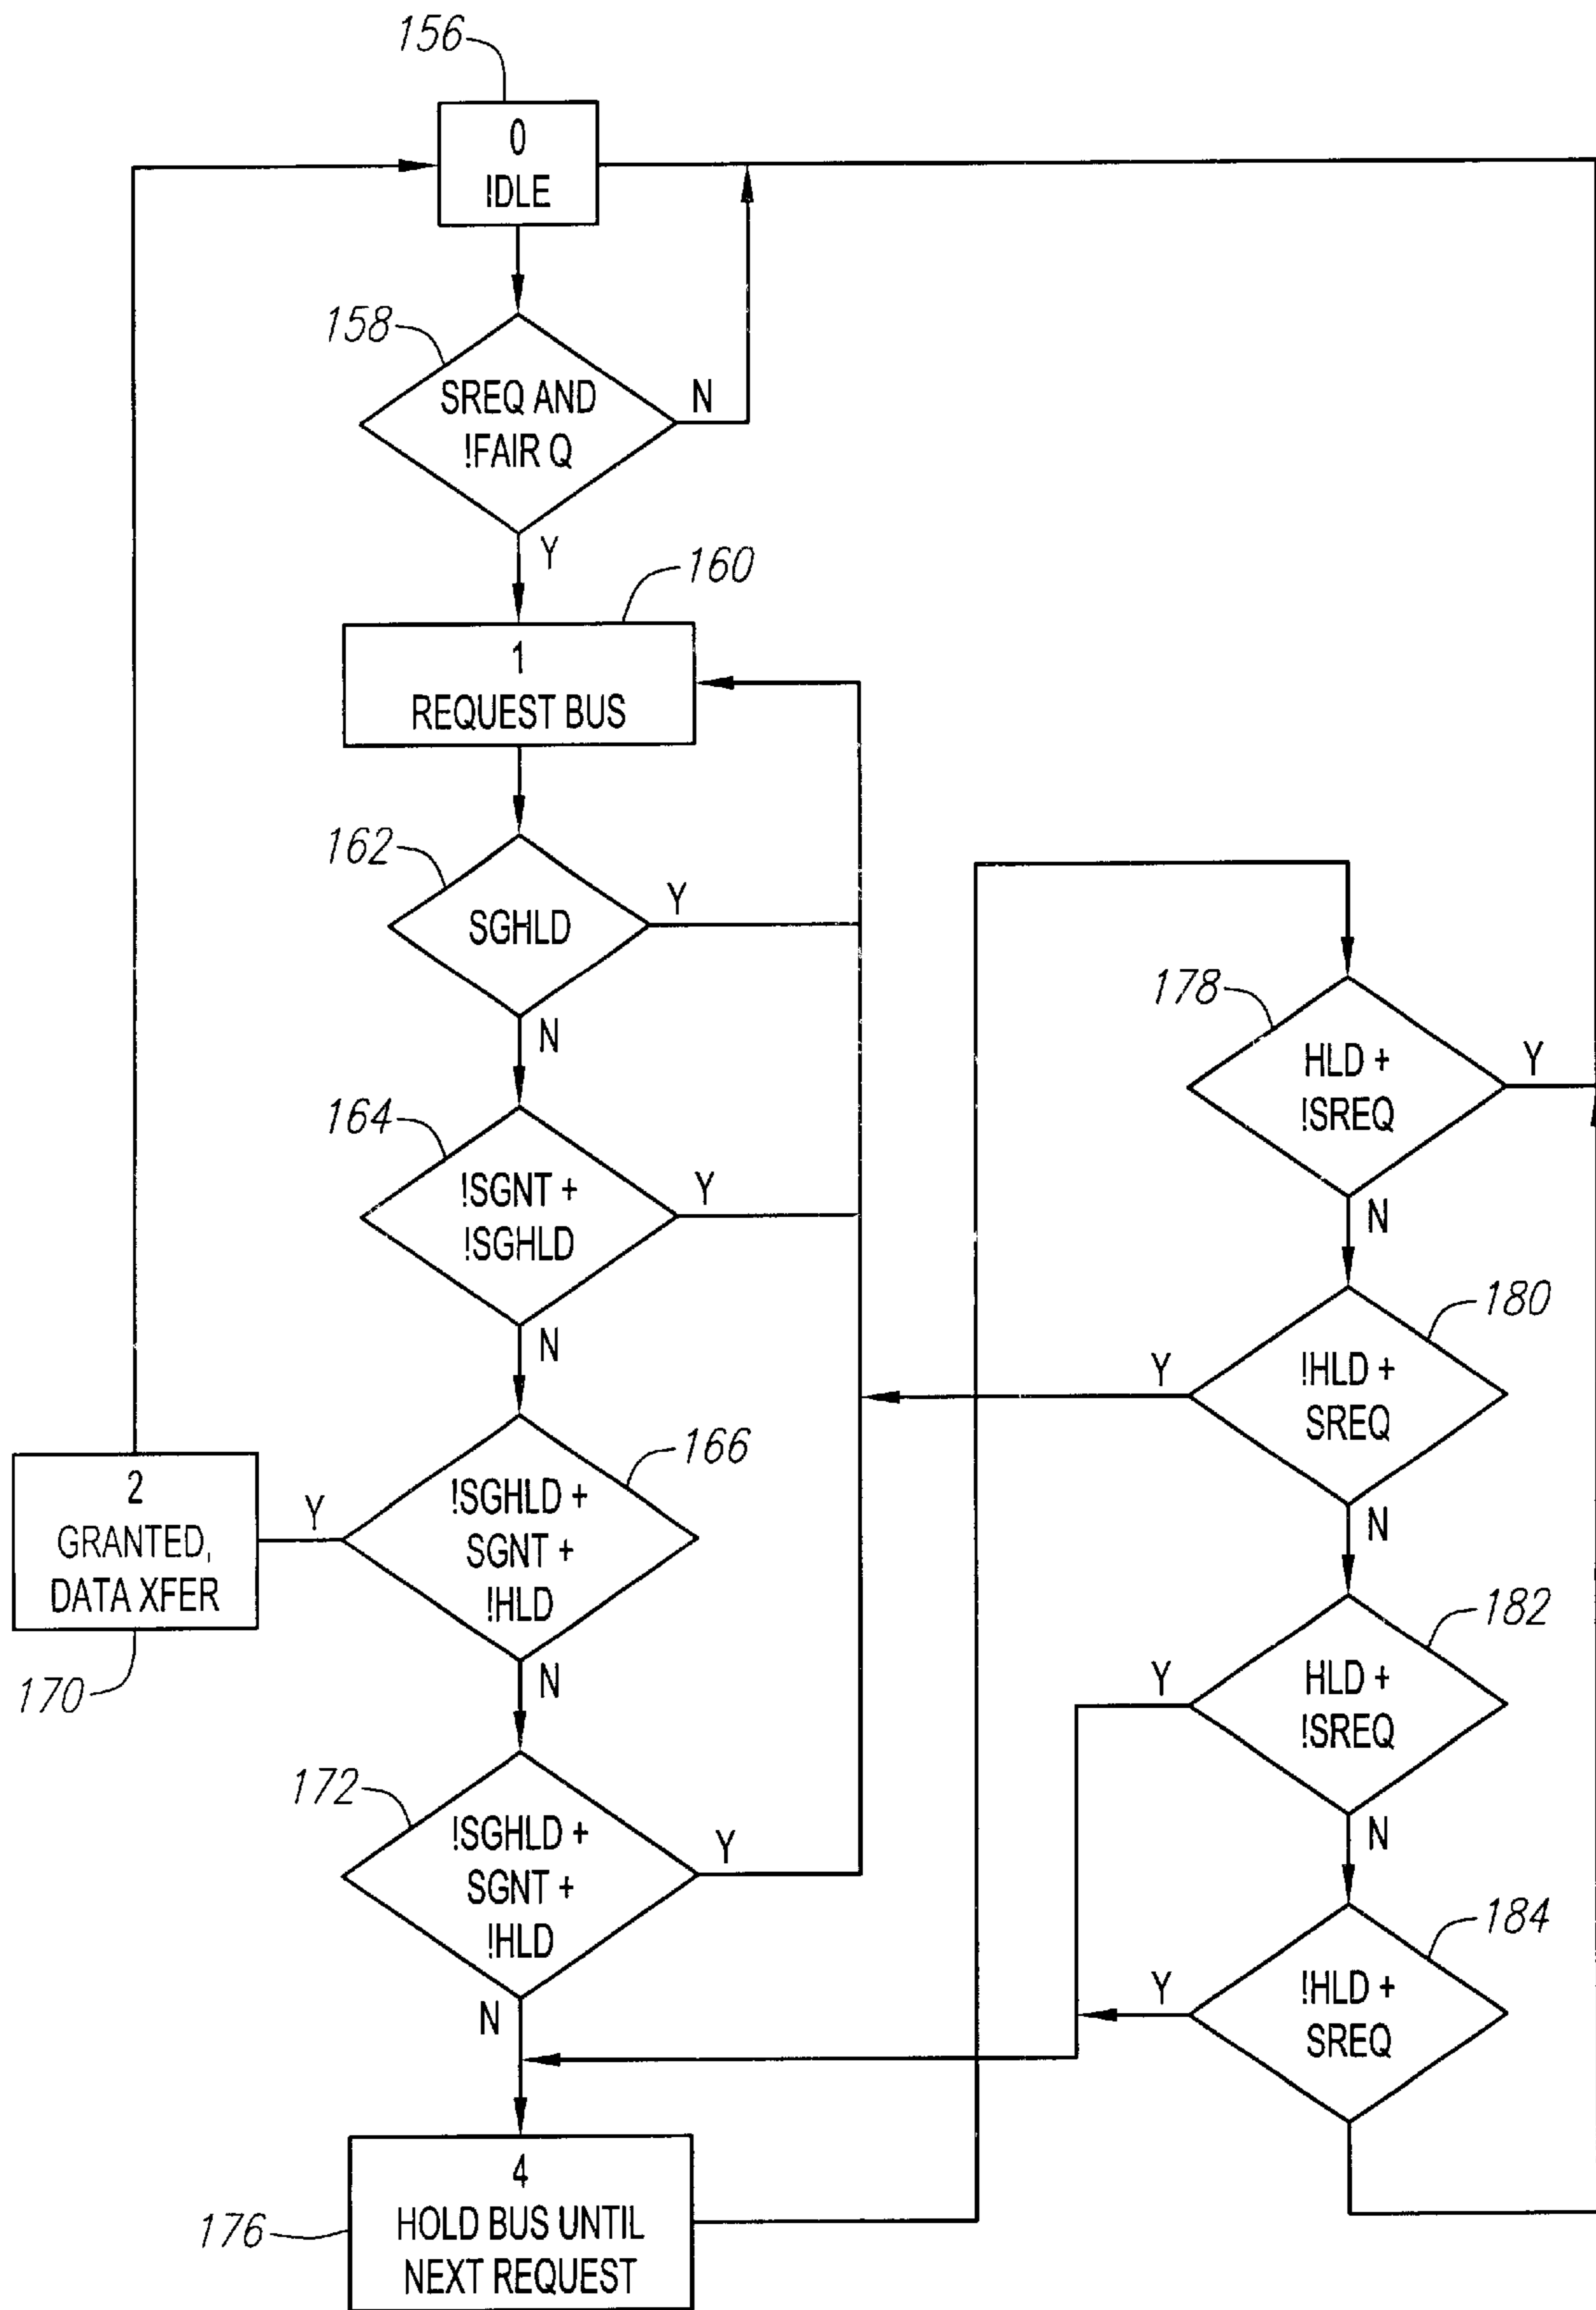 156
0
IDLE
158
SREQ AND
!FAIR Q
N
Y
160
1
REQUEST BUS
162
SGHLD
Y
N
164
!SGNT +
!SGHLD
Y
N
166
!SGHLD +
SGNT +
!HLD
Y
N
2
GRANTED,
DATA XFER
170
172
!SGHLD +
SGNT +
!HLD
Y
N
176
4
HOLD BUS UNTIL
NEXT REQUEST
178
HLD +
!SREQ
Y
N
180
!HLD +
SREQ
Y
N
182
HLD +
!SREQ
Y
N
184
!HLD +
SREQ
Y